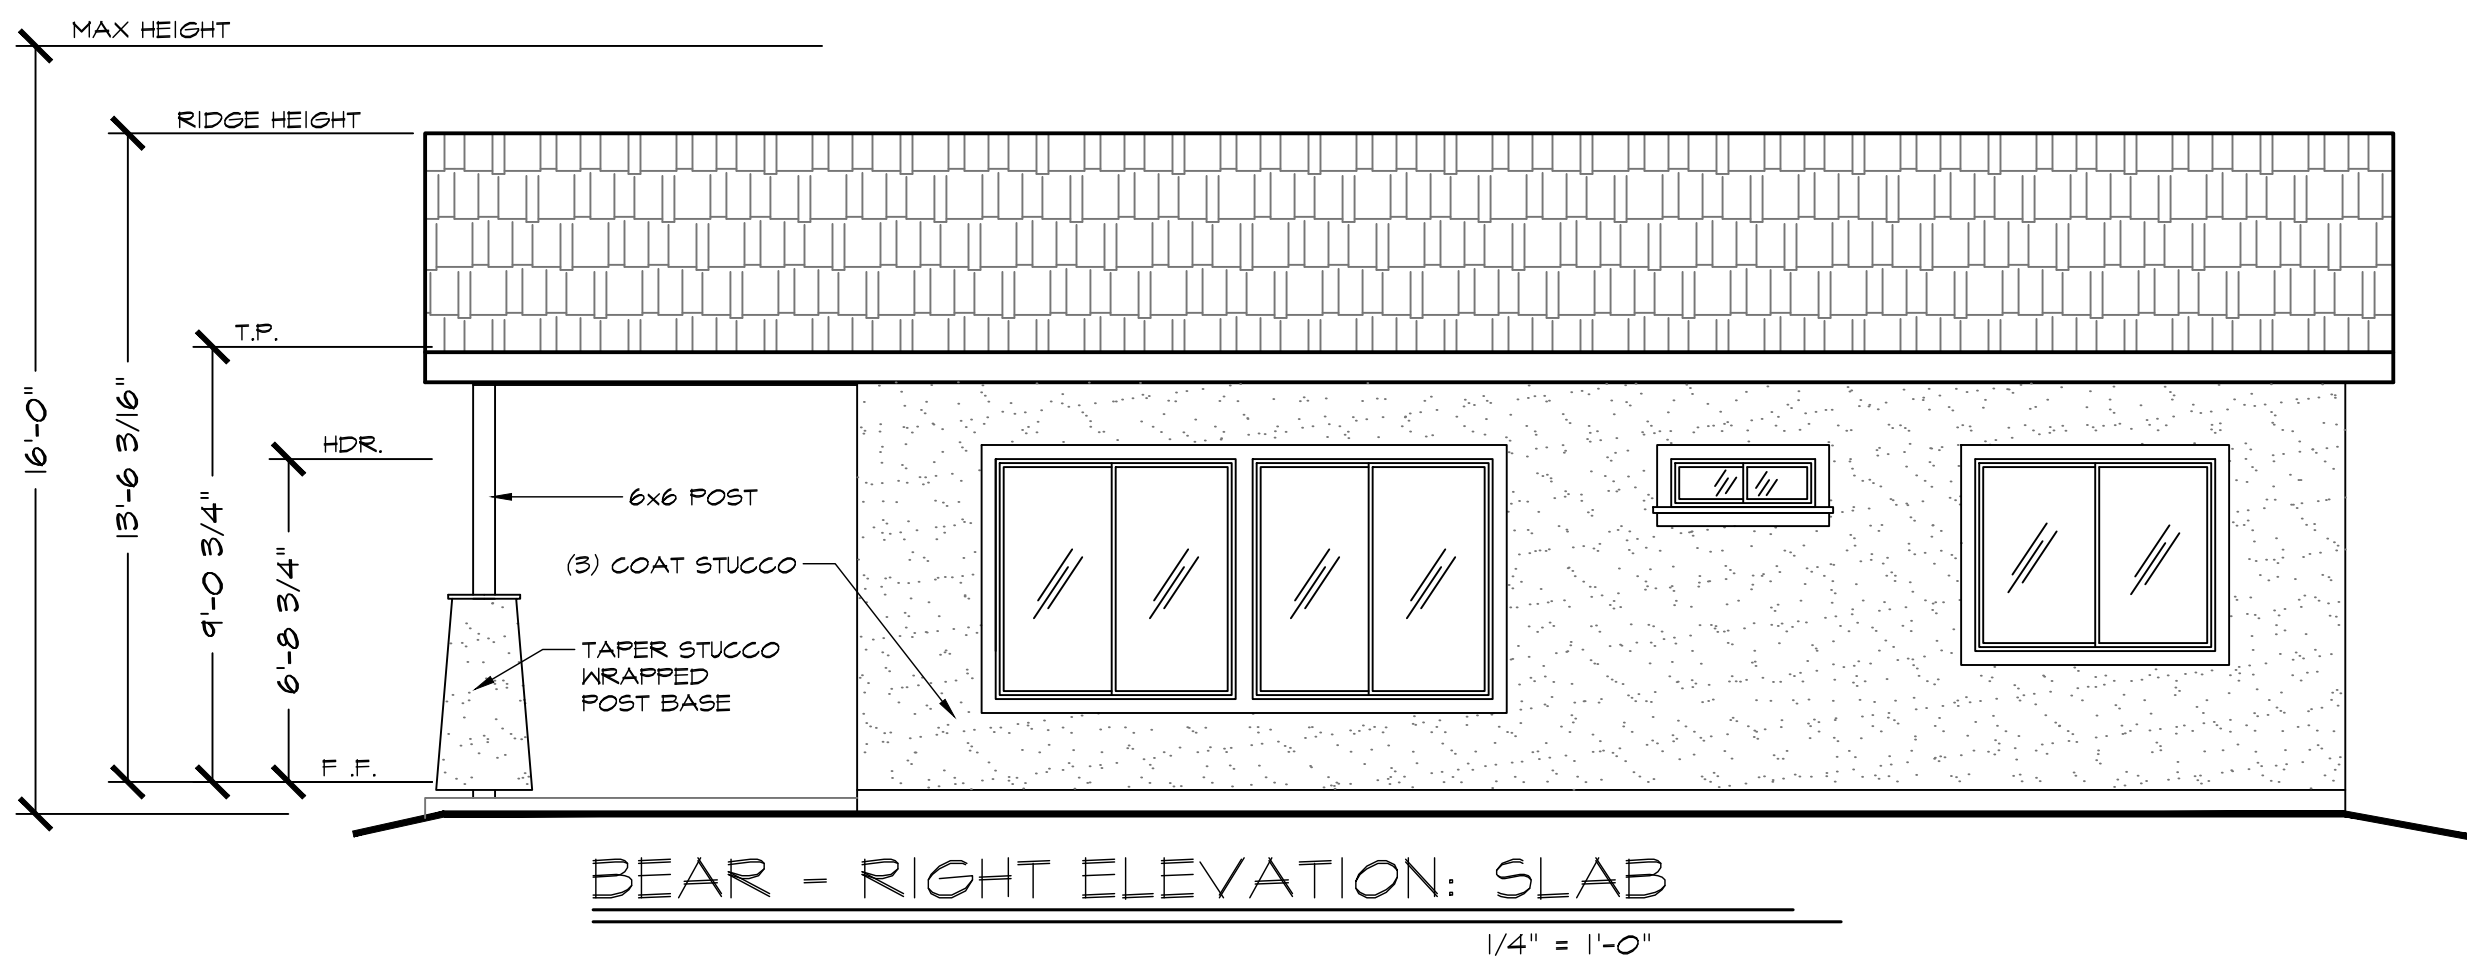 MAX HEIGHT
RIDGE HEIGHT
T.P.
HDR.
F .F.
16'-0"
13'-6 3/16"
9'-0 3/4"
6'-8 3/4"
6x6 POST
(3) COAT STUCCO
TAPER STUCCO
WRAPPED
POST BASE
BEAR - RIGHT ELEVATION: SLAB
1/4" = 1'-0"